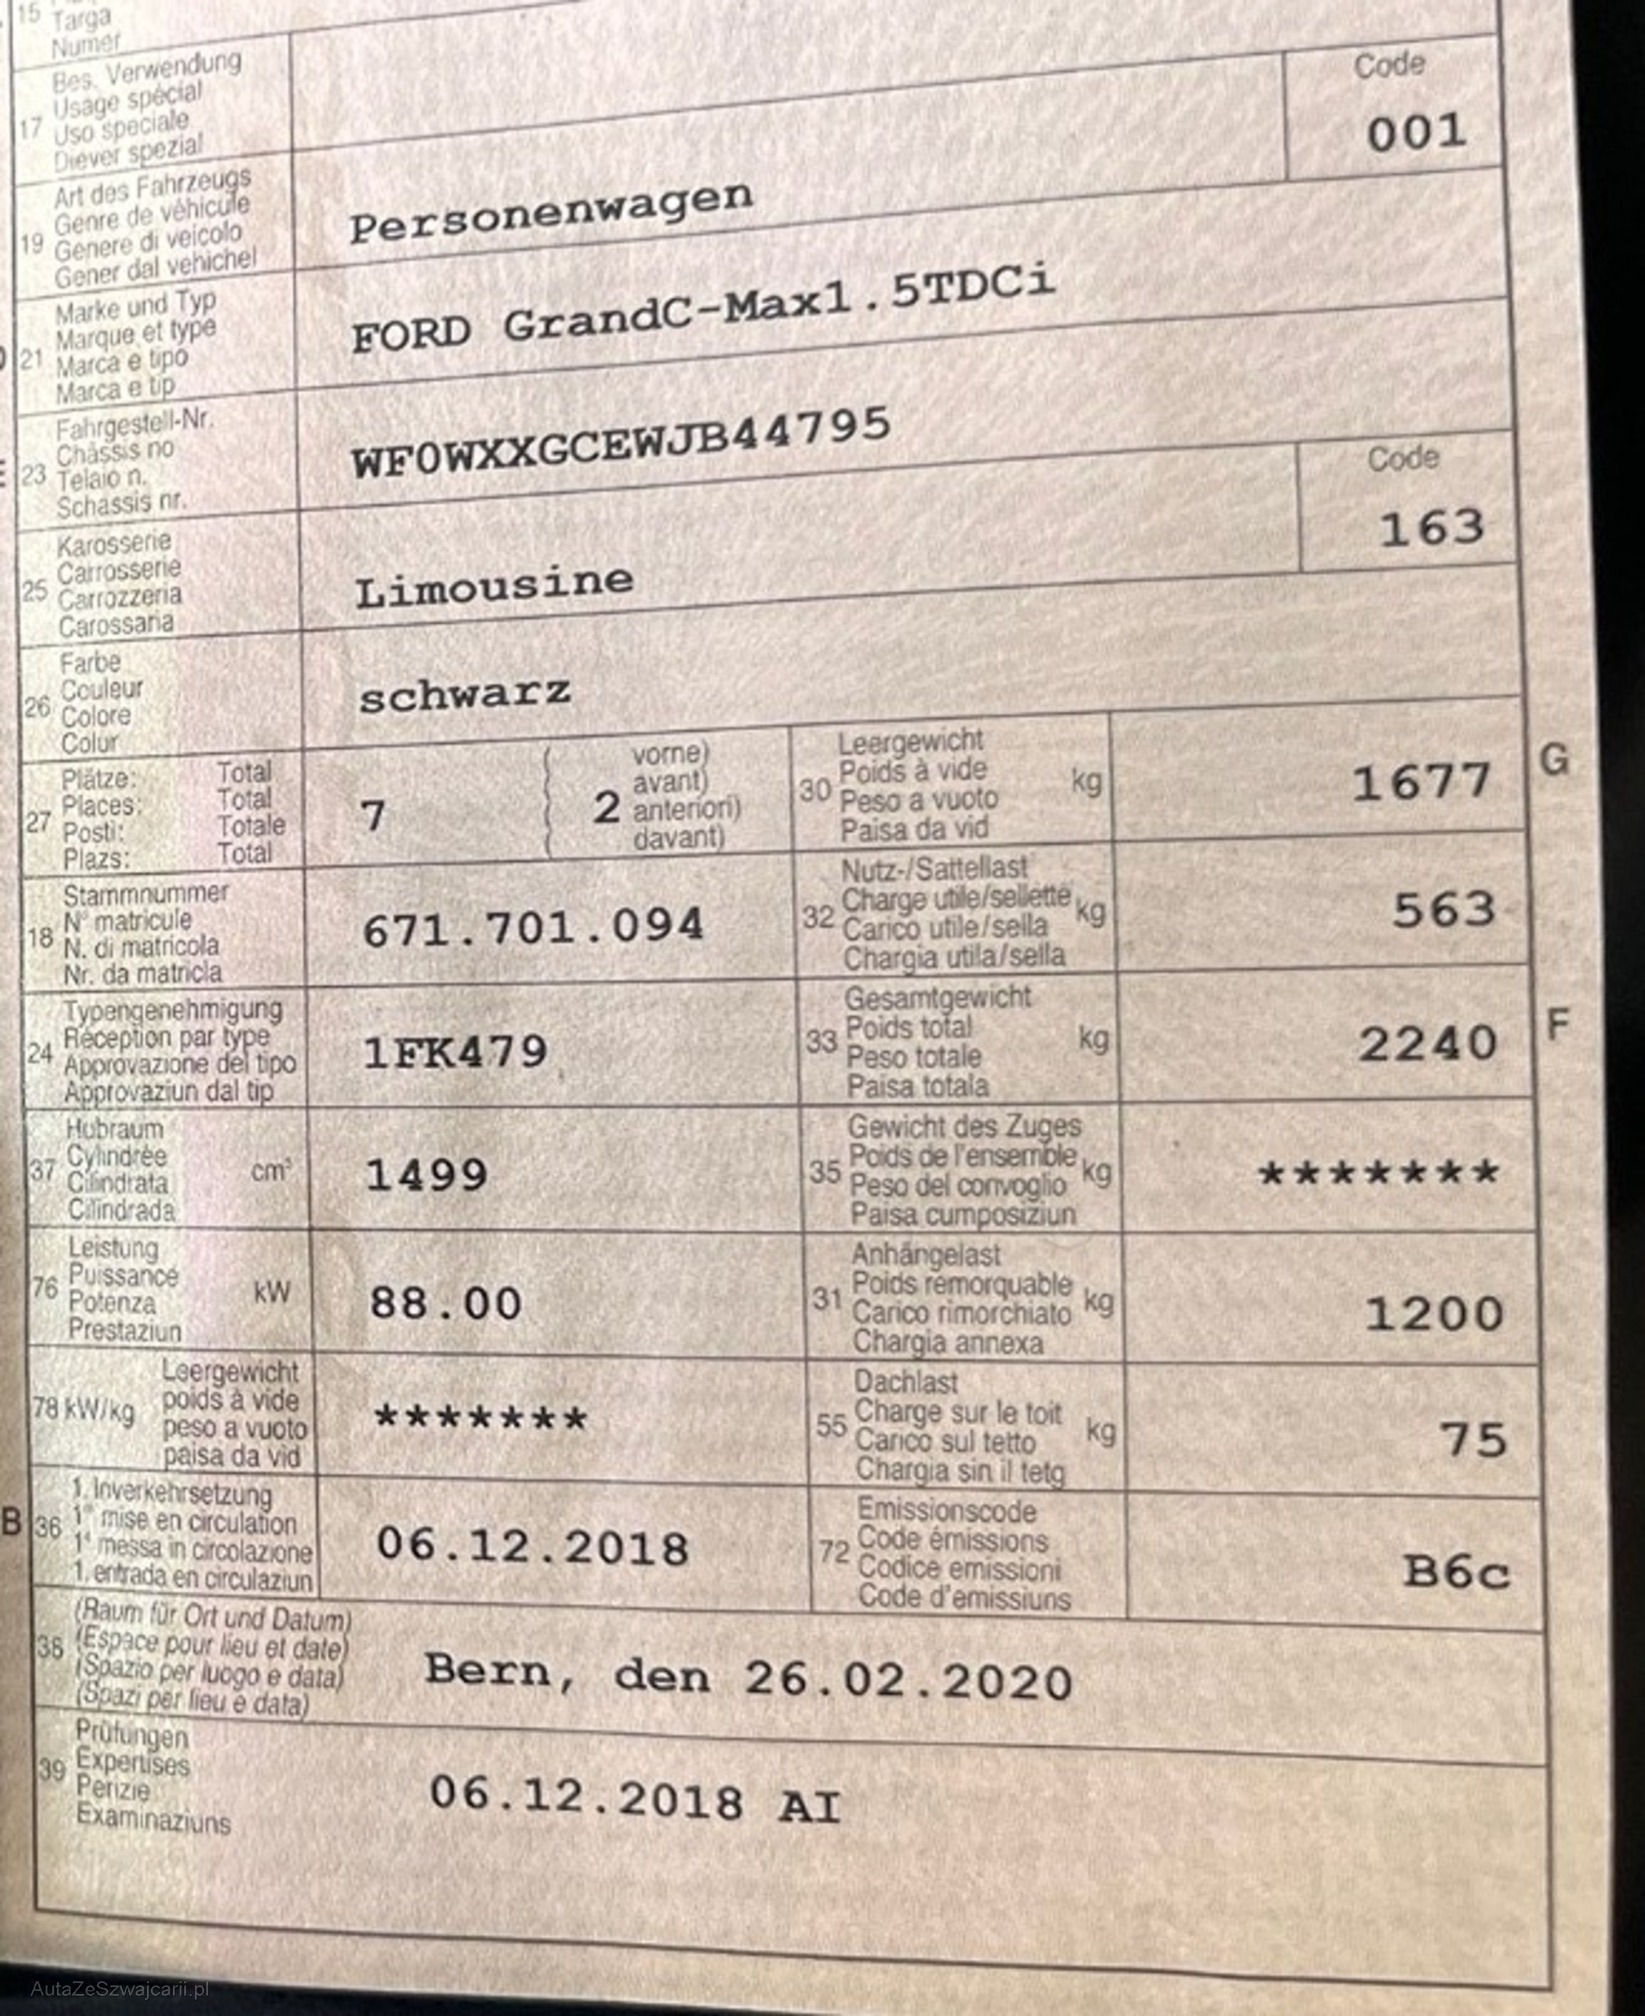 15 Targa
Numer
Bes. Verwendung
Usage spécial
17 Uso speciale
Diever spezial
Code
001
Art des Fahrzeugs
Genre de véhicule
19 Genere di veicolo
Gener dal vehichel
Personenwagen
Marke und Typ
Marque et type
21 Marca e tipo
Marca e tip
FORD GrandC-Max1.5TDCi
Fahrgestell-Nr.
Châssis no
23 Telaio n.
Schassis nr.
WF0WXXGCEWJB44795
Karosserie
Carrosserie
25 Carrozzeria
Carossaria
Limousine
Code
163
Farbe
Couleur
26 Colore
Colur
schwarz
Plätze: Total
Places: Total
27 Posti: Totale
Plazs: Total
7
2
vorne)
avant)
anteriori)
davant)
Leergewicht
30 Poids à vide kg
Peso a vuoto
Paisa da vid
1677 G
Stammnummer
N° matricule
18 N. di matricola
Nr. da matricla
671.701.094
Nutz-/Sattellast
32 Charge utile/sellette kg
Carico utile/sella
Chargia utila/sella
563
Typengenehmigung
Réception par type
24 Approvazione del tipo
Approvaziun dal tip
1FK479
Gesamtgewicht
33 Poids total kg
Peso totale
Paisa totala
2240 F
Hubraum
37 Cylindrée cm³
Cilindrata
Cilindrada
1499
Gewicht des Zuges
35 Poids de l'ensemble kg
Peso del convoglio
Paisa cumposiziun
*******
Leistung
76 Puissance kW
Potenza
Prestaziun
88.00
Anhängelast
31 Poids remorquable kg
Carico rimorchiato
Chargia annexa
1200
Leergewicht
78 kW/kg poids à vide
peso a vuoto
paisa da vid
*******
Dachlast
55 Charge sur le toit kg
Carico sul tetto
Chargia sin il tetg
75
1. Inverkehrsetzung
B 36 1re mise en circulation
1a messa in circolazione
1. entrada en circulaziun
06.12.2018
Emissionscode
72 Code émissions
Codice emissioni
Code d'emissiuns
B6c
(Raum für Ort und Datum)
38 (Espace pour lieu et date)
(Spazio per luogo e data)
(Spazi per lieu e data)
Bern, den 26.02.2020
Prüfungen
39 Expertises
Perizie
Examinaziuns
06.12.2018 AI
AutaZeSzwajcarii.pl